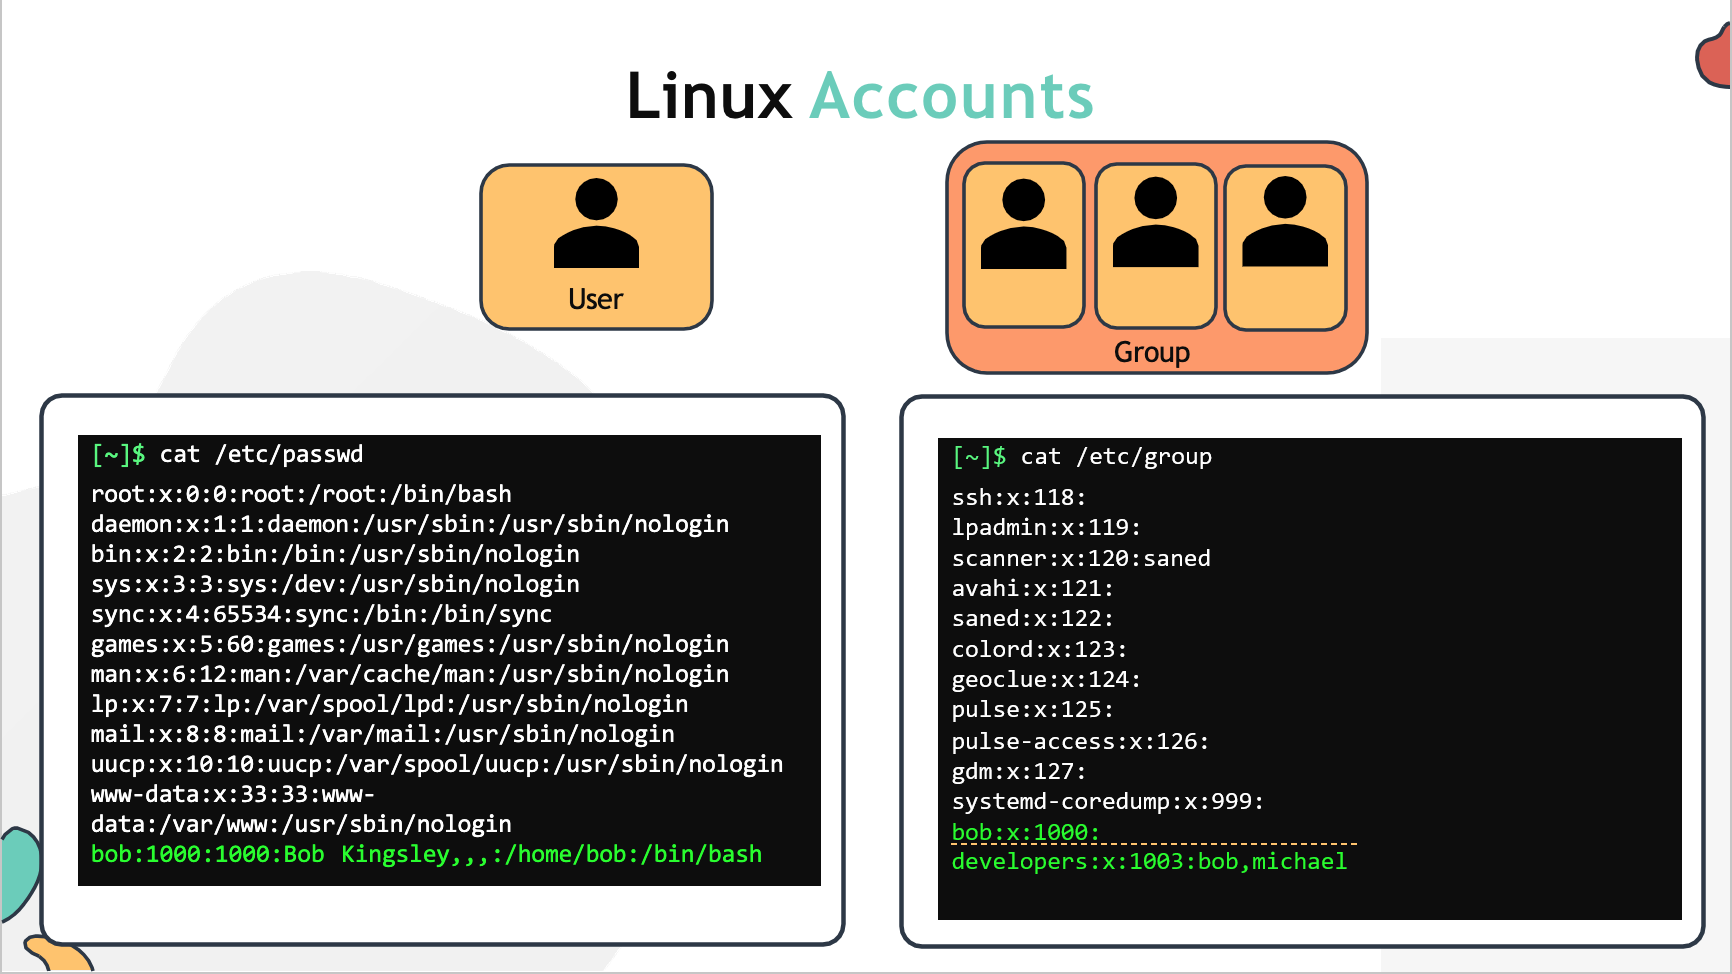 Linux Accounts
User
Group
[~]$ cat /etc/passwd
root:x:0:0:root:/root:/bin/bash
daemon:x:1:1:daemon:/usr/sbin:/usr/sbin/nologin
bin:x:2:2:bin:/bin:/usr/sbin/nologin
sys:x:3:3:sys:/dev:/usr/sbin/nologin
sync:x:4:65534:sync:/bin:/bin/sync
games:x:5:60:games:/usr/games:/usr/sbin/nologin
man:x:6:12:man:/var/cache/man:/usr/sbin/nologin
lp:x:7:7:lp:/var/spool/lpd:/usr/sbin/nologin
mail:x:8:8:mail:/var/mail:/usr/sbin/nologin
uucp:x:10:10:uucp:/var/spool/uucp:/usr/sbin/nologin
www-data:x:33:33:www-
data:/var/www:/usr/sbin/nologin
bob:1000:1000:Bob Kingsley,,,:/home/bob:/bin/bash
[~]$ cat /etc/group
ssh:x:118:
lpadmin:x:119:
scanner:x:120:saned
avahi:x:121:
saned:x:122:
colord:x:123:
geoclue:x:124:
pulse:x:125:
pulse-access:x:126:
gdm:x:127:
systemd-coredump:x:999:
bob:x:1000:
developers:x:1003:bob,michael